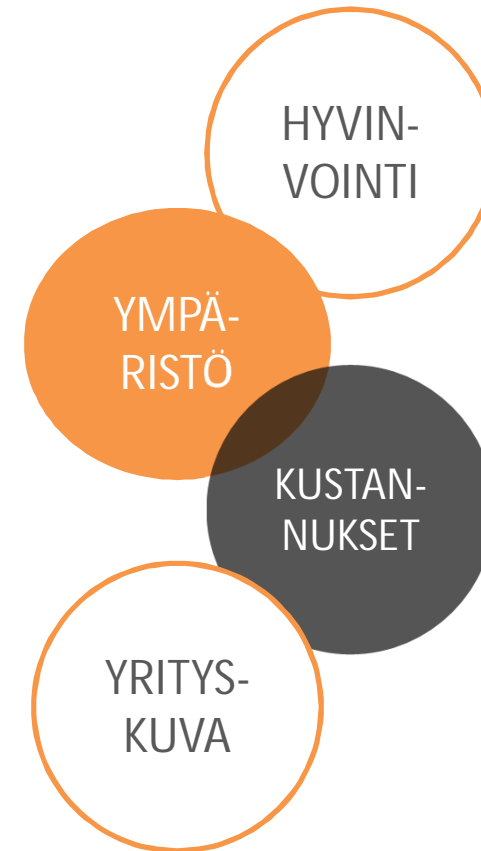 HYVIN-
VOINTI
YMPÄ-
RISTÖ
KUSTAN-
NUKSET
YRITYS-
KUVA